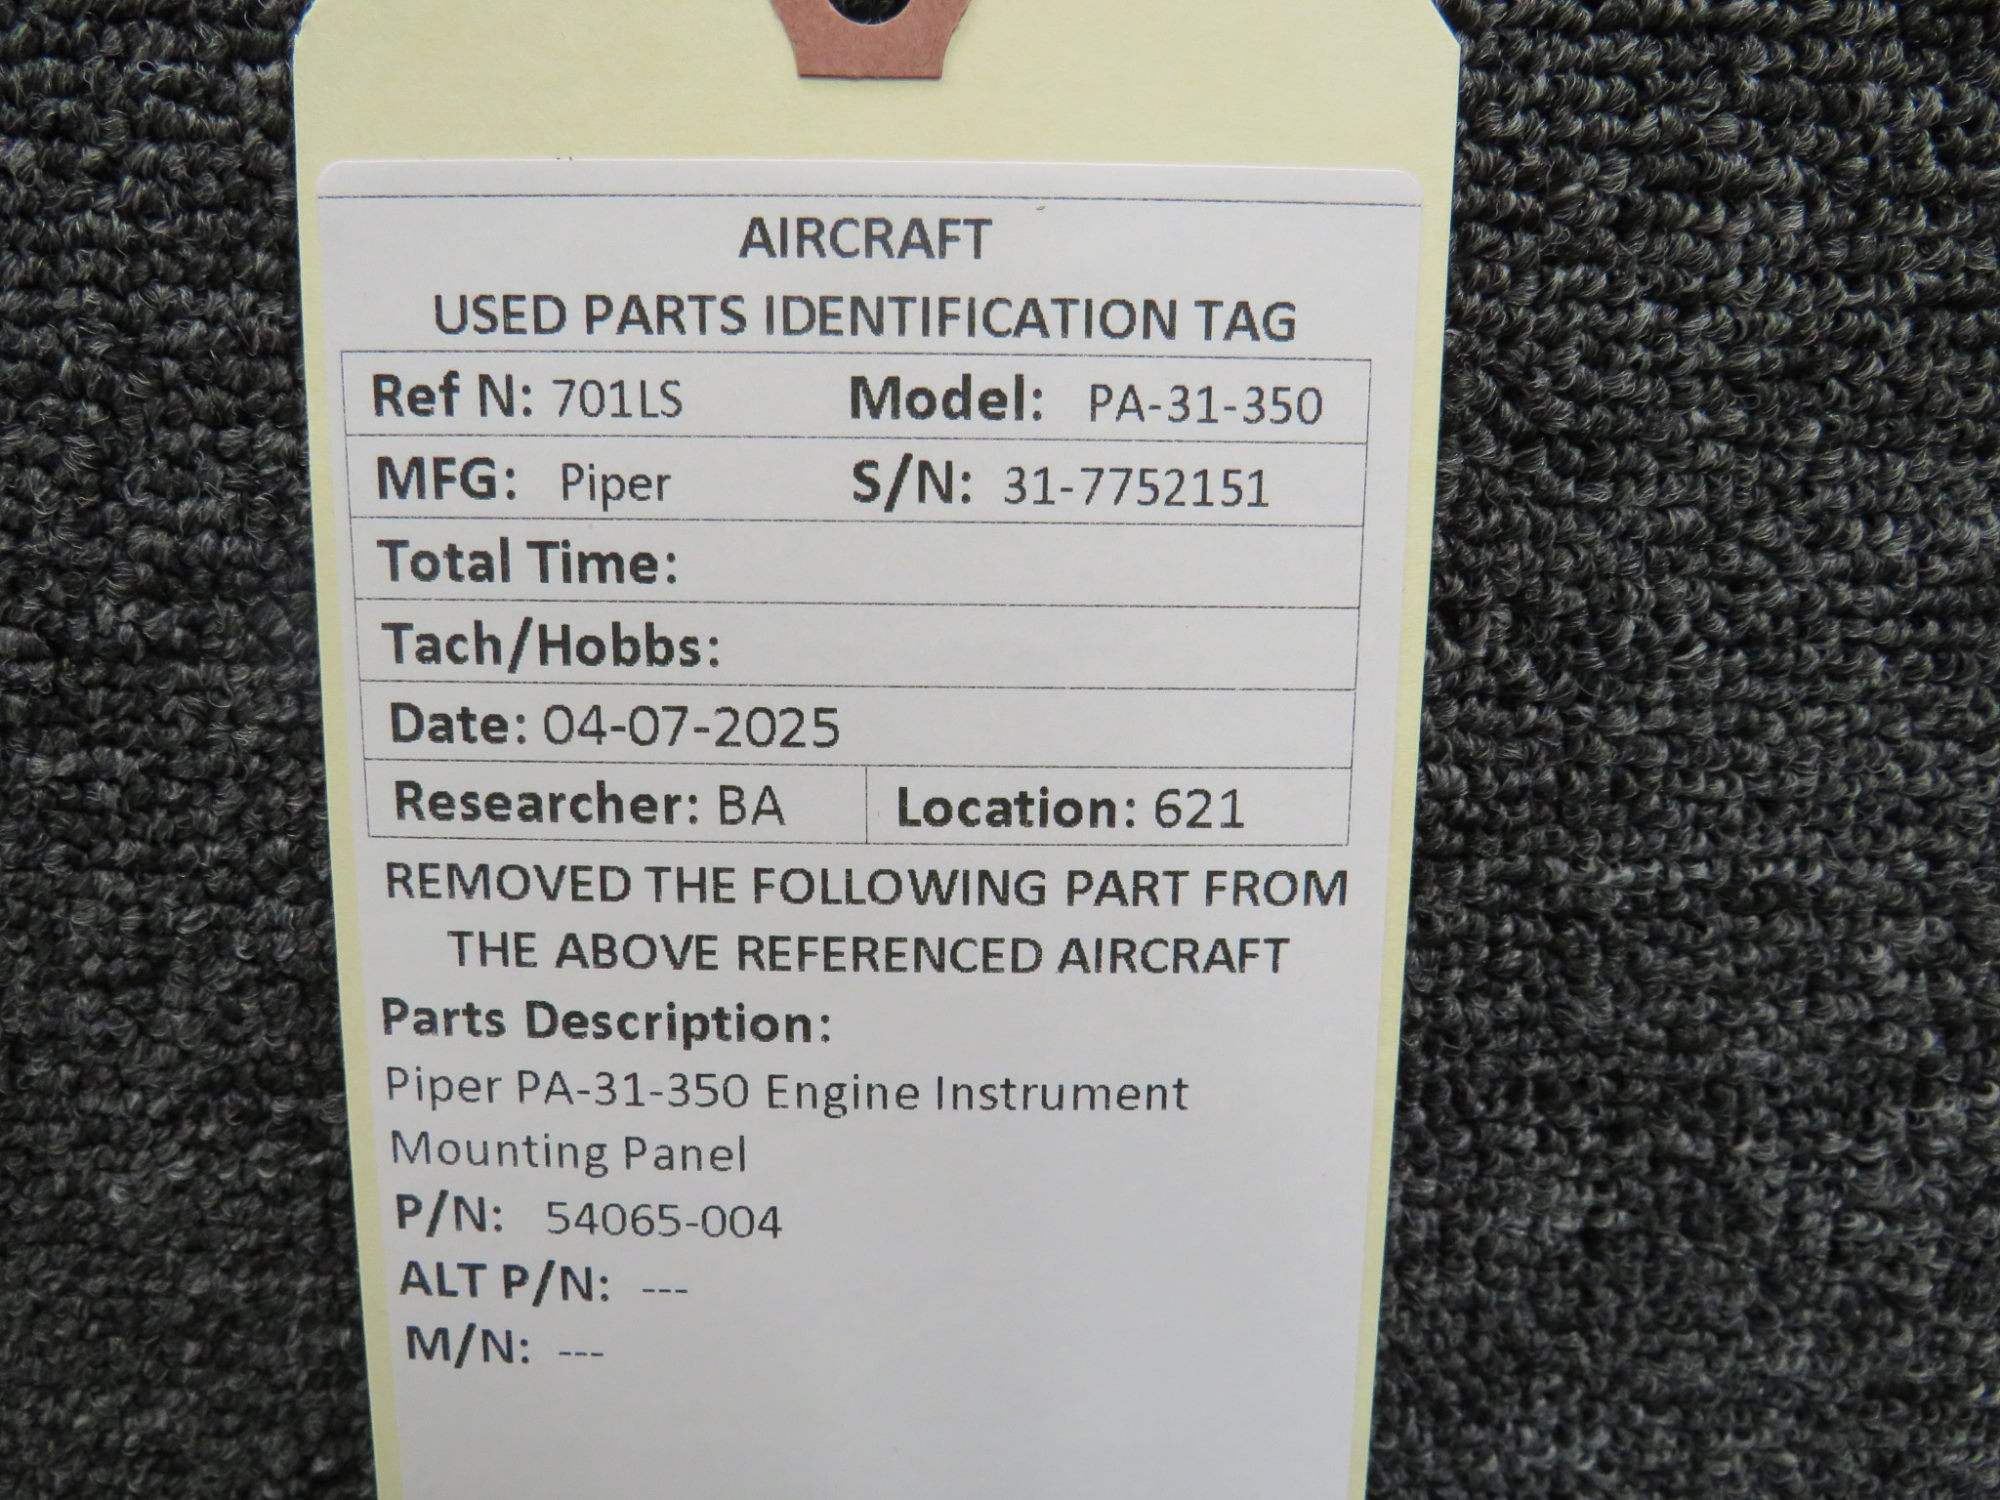 AIRCRAFT
USED PARTS IDENTIFICATION TAG
Ref N: 701LS Model: PA-31-350
MFG: Piper S/N: 31-7752151
Total Time:
Tach/Hobbs:
Date: 04-07-2025
Researcher: BA Location: 621
REMOVED THE FOLLOWING PART FROM
THE ABOVE REFERENCED AIRCRAFT
Parts Description:
Piper PA-31-350 Engine Instrument
Mounting Panel
P/N: 54065-004
ALT P/N: ---
M/N: ---